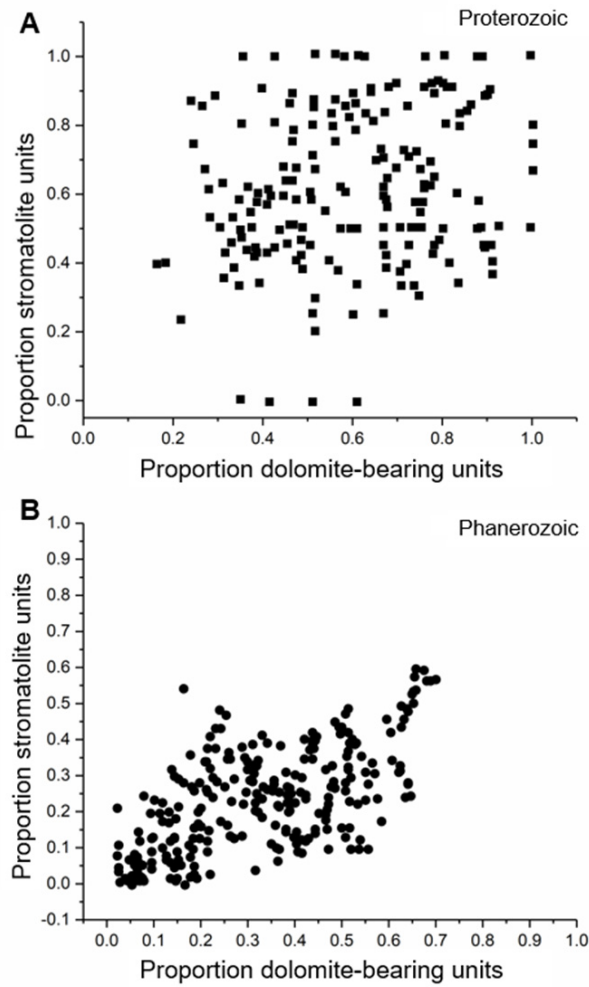 A
Proterozoic
1.0
0.8
0.6
0.4
0.2
0.0
Proportion stromatolite units
0.0 0.2 0.4 0.6 0.8 1.0
Proportion dolomite-bearing units
B
Phanerozoic
1.0
0.9
0.8
0.7
0.6
0.5
0.4
0.3
0.2
0.1
0.0
-0.1
Proportion stromatolite units
0.0 0.1 0.2 0.3 0.4 0.5 0.6 0.7 0.8 0.9 1.0
Proportion dolomite-bearing units